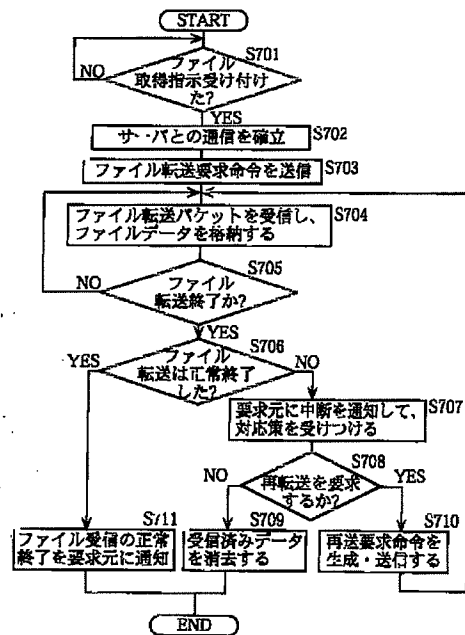 START
S701
ファイル
取得指示受け付け
た?
NO
YES
サーバとの通信を確立
S702
ファイル転送要求命令を送信
S703
ファイル転送パケットを受信し、
ファイルデータを格納する
S704
S705
ファイル
転送終了か?
NO
YES
S706
ファイル
転送は正常終了
した?
YES
NO
要求元に中断を通知して、
対応策を受けつける
S707
S708
再転送を要求
するか?
NO
YES
S711
ファイル受信の正常
終了を要求元に通知
S709
受信済みデータ
を消去する
S710
再送要求命令を
生成・送信する
END